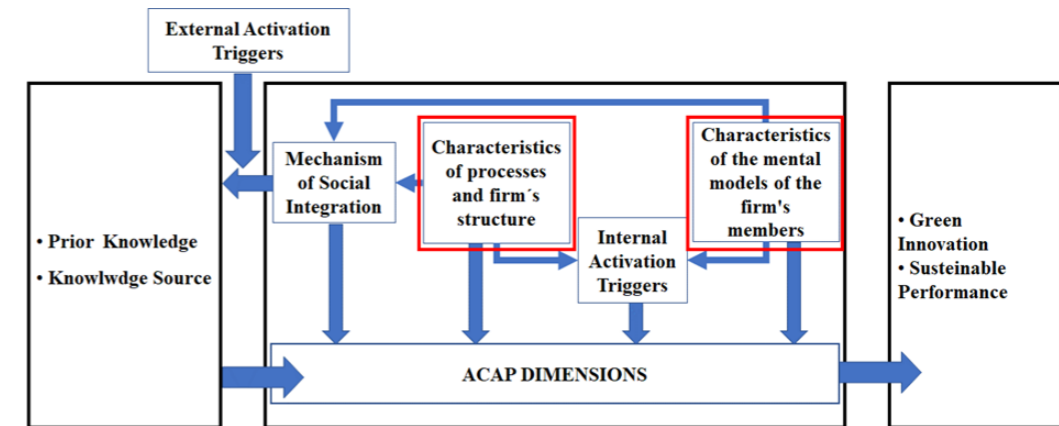 External Activation
Triggers
• Prior Knowledge
• Knowlwdge Source
Mechanism
of Social
Integration
Characteristics
of processes
and firm´s
structure
Internal
Activation
Triggers
Characteristics
of the mental
models of the
firm's
members
ACAP DIMENSIONS
• Green
Innovation
• Susteinable
Performance